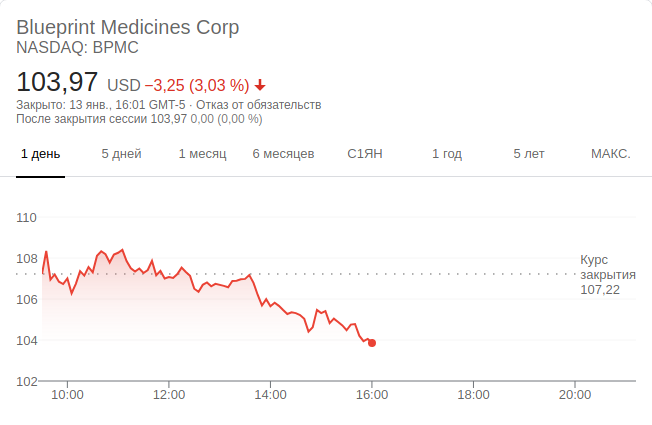 Blueprint Medicines Corp
NASDAQ: BPMC
103,97 USD −3,25 (3,03 %)
Закрыто: 13 янв., 16:01 GMT-5 · Отказ от обязательств
После закрытия сессии 103,97 0,00 (0,00 %)
1 день 5 дней 1 месяц 6 месяцев С1ЯН 1 год 5 лет МАКС.
110
108
Курс
закрытия
107,22
106
104
102
10:00 12:00 14:00 16:00 18:00 20:00